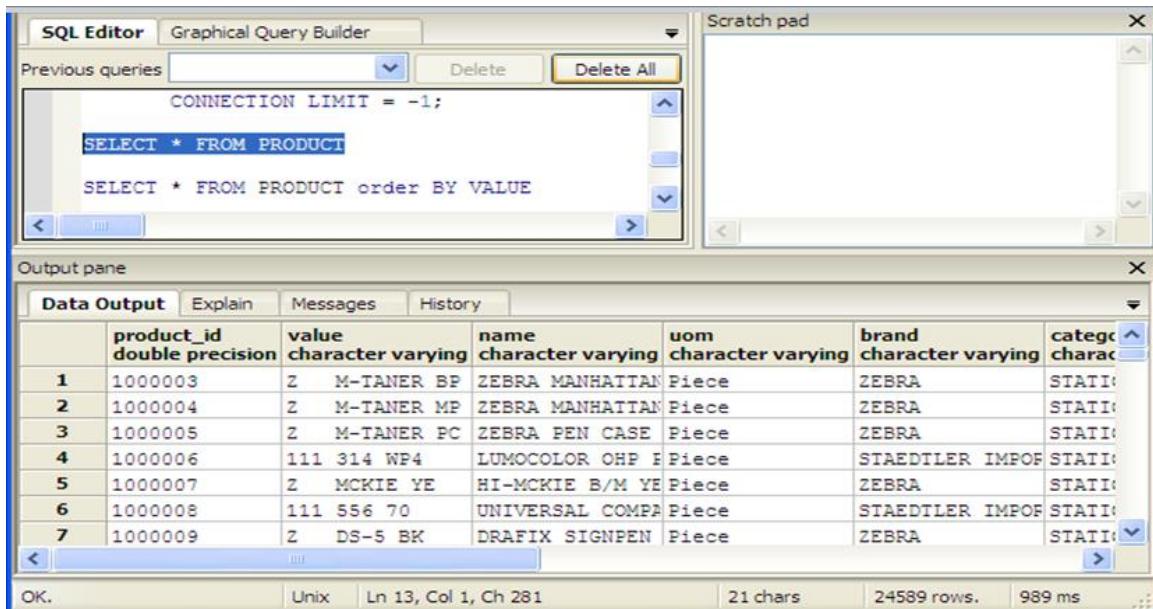 SQL Editor Graphical Query Builder
Scratch pad
Previous queries Delete Delete All
CONNECTION LIMIT = -1;
SELECT * FROM PRODUCT
SELECT * FROM PRODUCT order BY VALUE
Output pane
Data Output Explain Messages History
product_id value name uom brand
double precision character varying character varying character varying character varying
1 1000003 Z M-TANER BP ZEBRA MANHATTAN Piece ZEBRA
2 1000004 Z M-TANER MP ZEBRA MANHATTAN Piece ZEBRA
3 1000005 Z M-TANER PC ZEBRA PEN CASE Piece ZEBRA
4 1000006 111 314 WP4 LUMOCOLOR OHP Piece STAEDTLER IMPOR
5 1000007 Z MCKIE YE HI-MCKIE B/M YE Piece ZEBRA
6 1000008 111 556 70 UNIVERSAL COMPA Piece STAEDTLER IMPOR
7 1000009 Z DS-5 BK DRAFIX SIGNPEN Piece ZEBRA
OK. Unix Ln 13, Col 1, Ch 281 21 chars 24589 rows. 989 ms